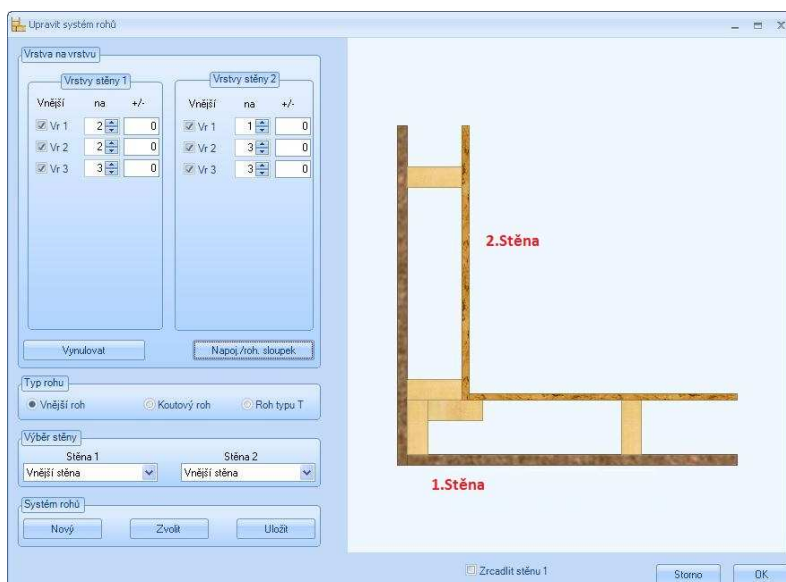 Upravit systém rohů
Vrstva na vrstvu
Vrstvy stěny 1
Vnější na +/-
Vr 1 2 0
Vr 2 2 0
Vr 3 3 0
Vrstvy stěny 2
Vnější na +/-
Vr 1 1 0
Vr 2 3 0
Vr 3 3 0
Vynulovat
Napoj./roh. sloupek
Typ rohu
Vnější roh Koutový roh Roh typu T
Výběr stěny
Stěna 1 Stěna 2
Vnější stěna Vnější stěna
Systém rohů
Nový Zvolit Uložit
2.Stěna
1.Stěna
Zrcadlit stěnu 1
Storno OK